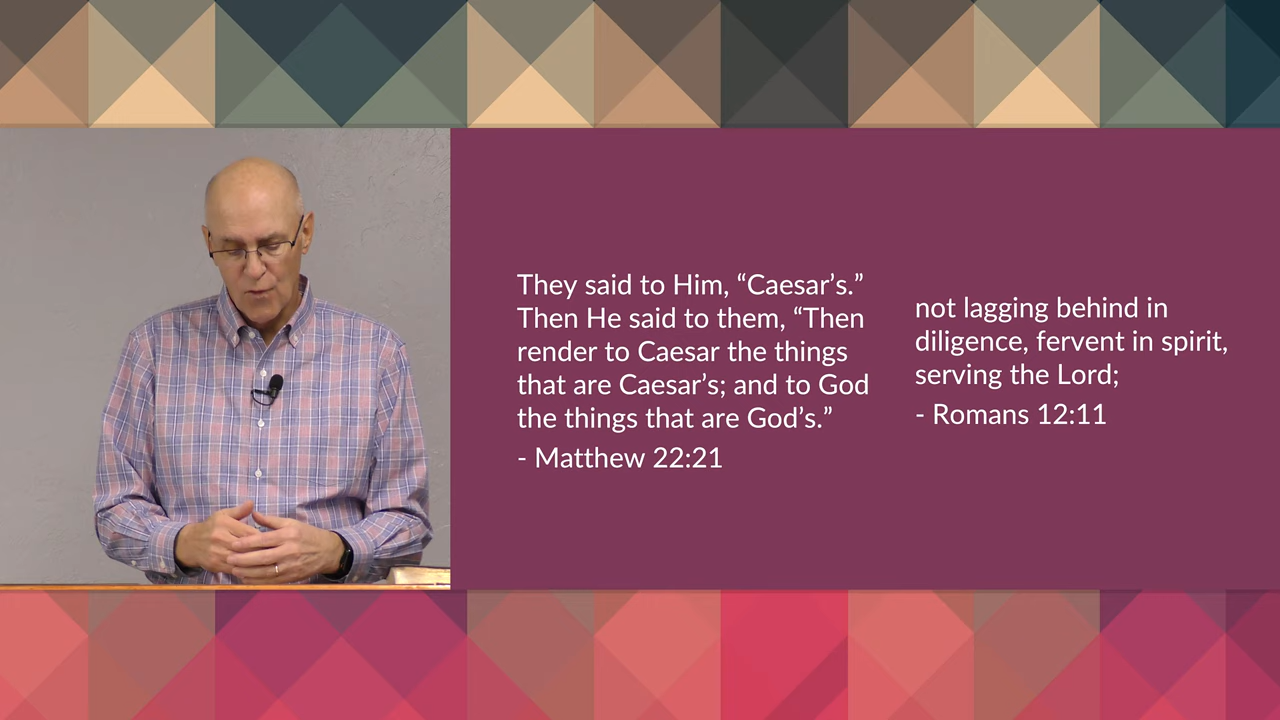 They said to Him, “Caesar’s.”
Then He said to them, “Then
render to Caesar the things
that are Caesar’s; and to God
the things that are God’s.”
- Matthew 22:21
not lagging behind in
diligence, fervent in spirit,
serving the Lord;
- Romans 12:11